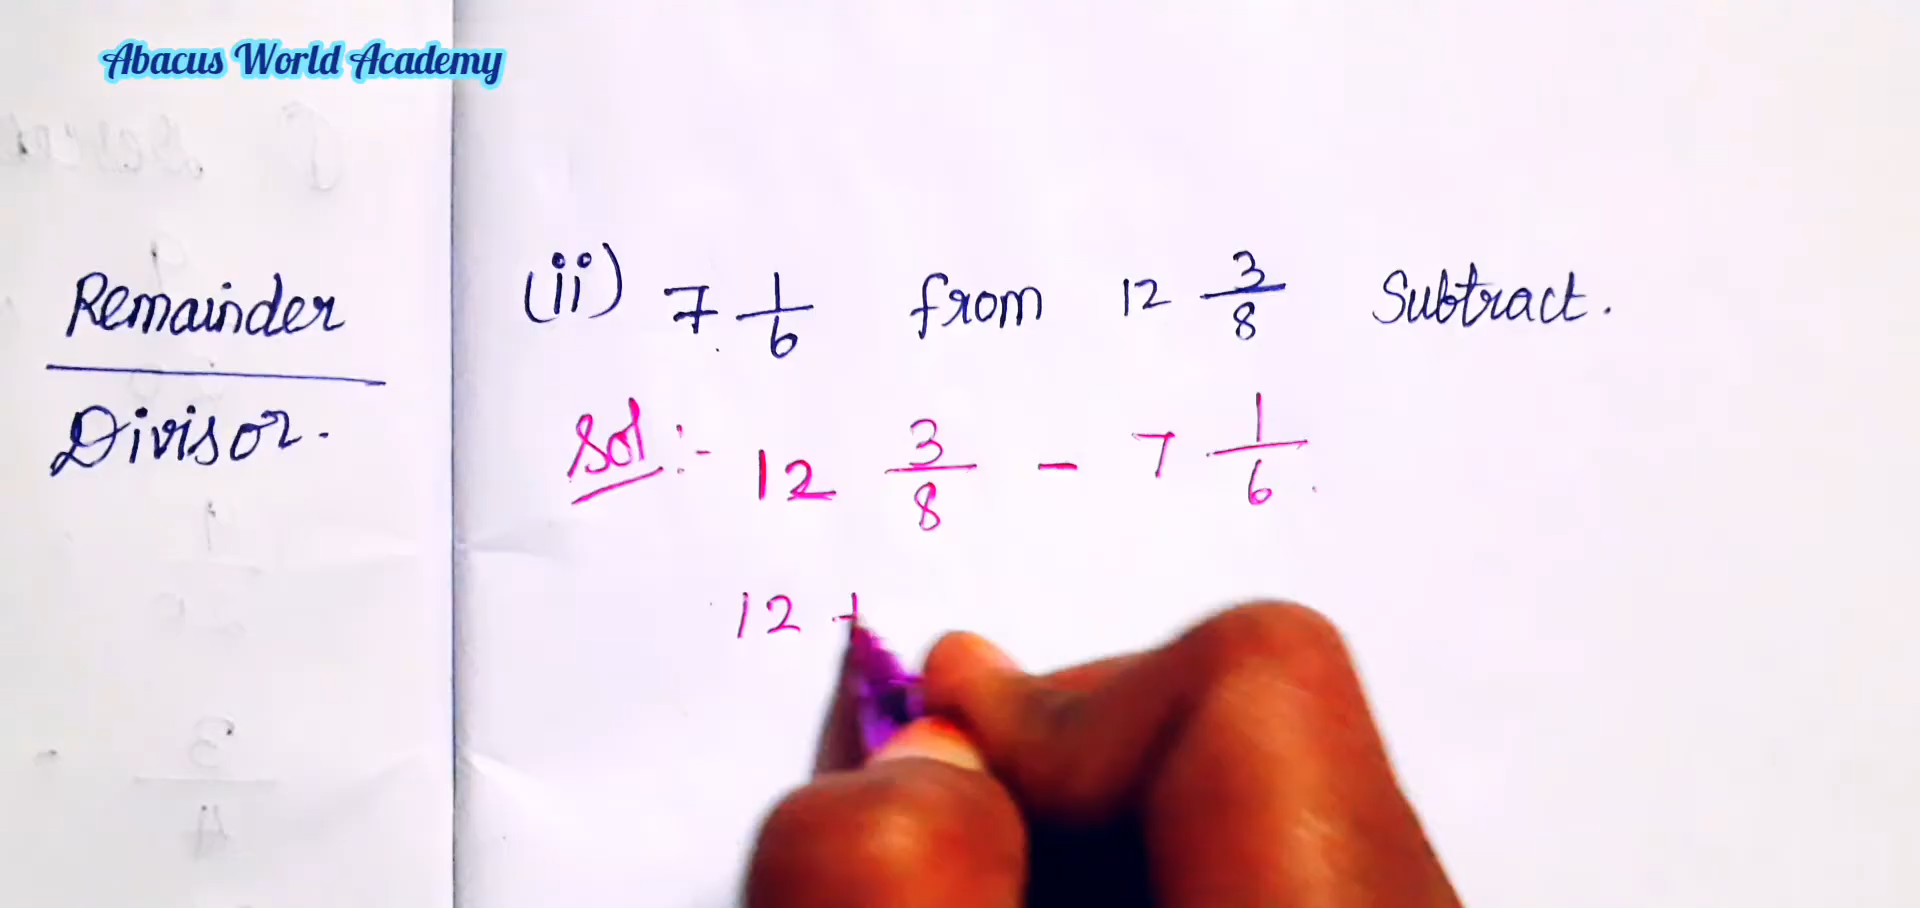 Abacus World Academy
Remainder
Divisor.
(ii) 7 1/6 from 12 3/8 Subtract.
Sol:- 12 3/8 - 7 1/6
12 +